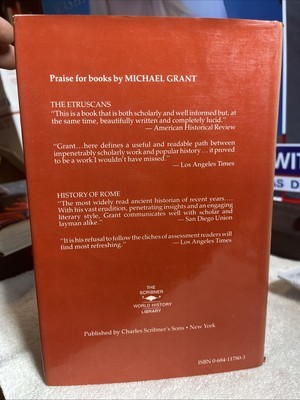 Praise for books by MICHAEL GRANT
THE ETRUSCANS
"This is a book that is both scholarly and well informed but, at
the same time, beautifully written and completely lucid."
— American Historical Review
"Grant...here defines a useful and readable path between
impenetrably scholarly work and popular history . . . it proved
to be a work I wouldn't have missed."
— Los Angeles Times
HISTORY OF ROME
"The most widely read ancient historian of recent years....
With his vast erudition, penetrating insights and an engaging
literary style, Grant communicates well with scholar and
layman alike."
— San Diego Union
"It is his refusal to follow the cliches of assessment readers will
find most refreshing."
— Los Angeles Times
THE
SCRIBNER
WORLD HISTORY
LIBRARY
Published by Charles Scribner's Sons • New York
ISBN 0-684-11780-3